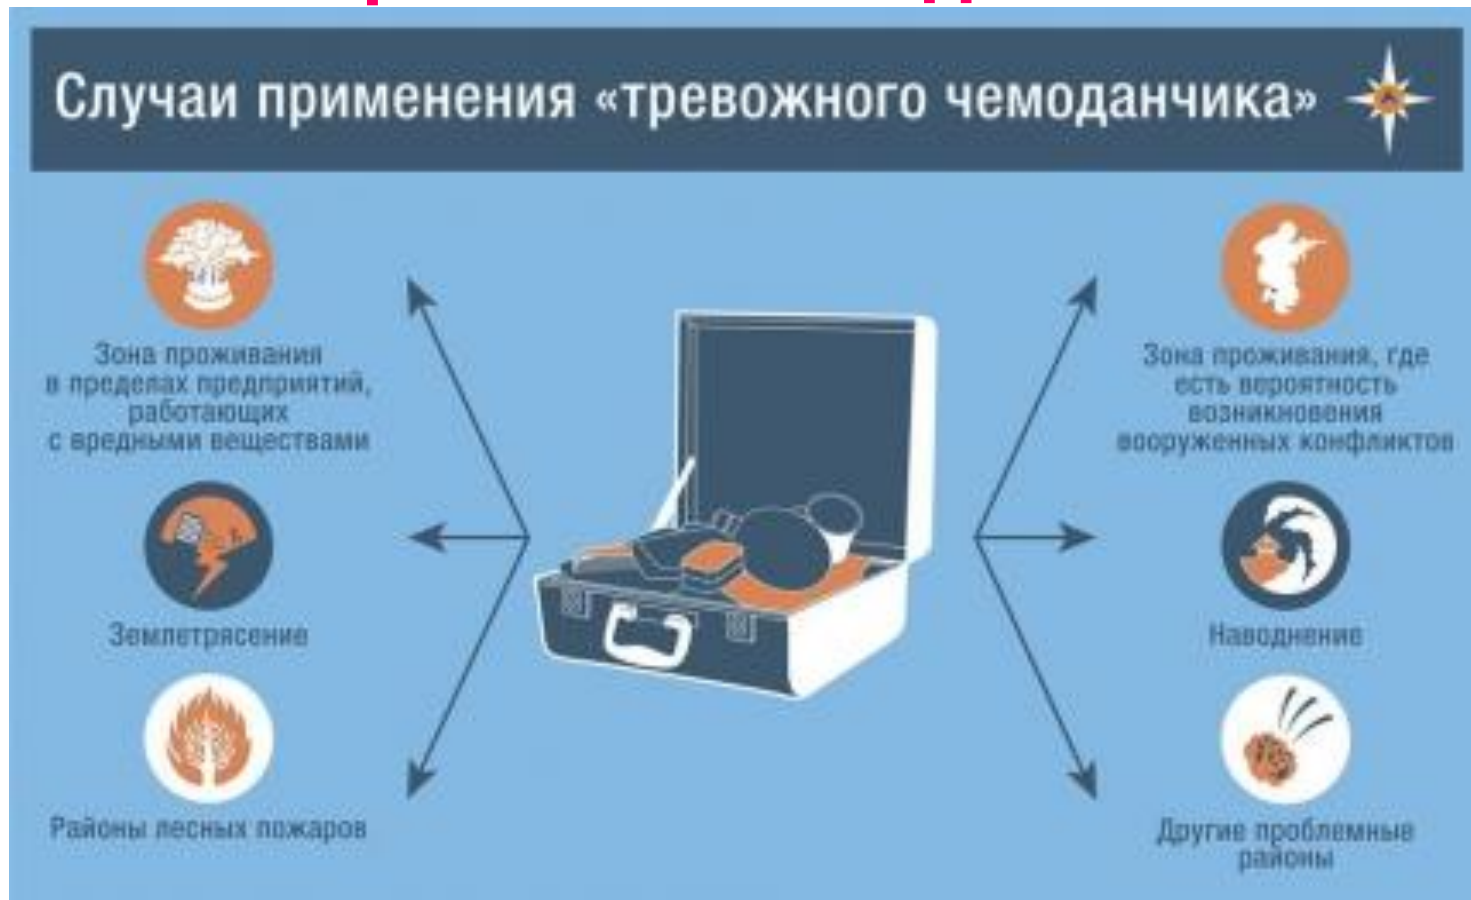 Случаи применения «тревожного чемоданчика»
Зона проживания
в пределах предприятий,
работающих
с вредными веществами
Землетрясение
Районы лесных пожаров
Зона проживания, где
есть вероятность
возникновения
вооруженных конфликтов
Наводнение
Другие проблемные
районы